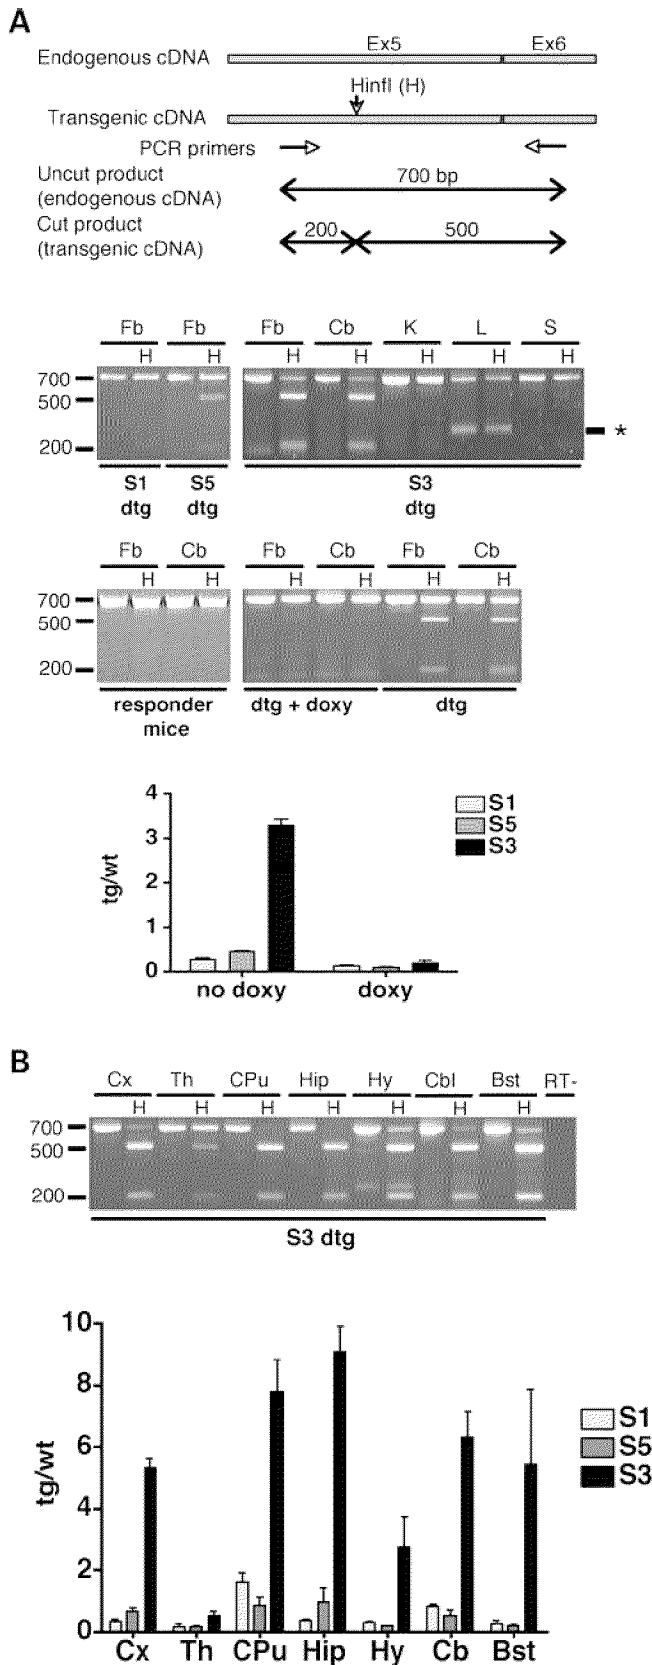 A
Ex5 Ex6
Endogenous cDNA
HinfI (H)
Transgenic cDNA
PCR primers
Uncut product
(endogenous cDNA)
700 bp
Cut product
(transgenic cDNA)
200 500
Fb Fb Fb Cb K L S
H H H H H H H
700
500
200
*
S1 dtg
S5 dtg
S3 dtg
Fb Cb Fb Cb Fb Cb
H H H H H H
700
500
200
responder mice
dtg + doxy
dtg
4
3
2
1
0
tg/wt
S1
S5
S3
no doxy doxy
B
Cx Th CPu Hip Hy Cbl Bst RT-
H H H H H H H
700
500
200
S3 dtg
10
8
6
4
2
0
tg/wt
S1
S5
S3
Cx Th CPu Hip Hy Cb Bst